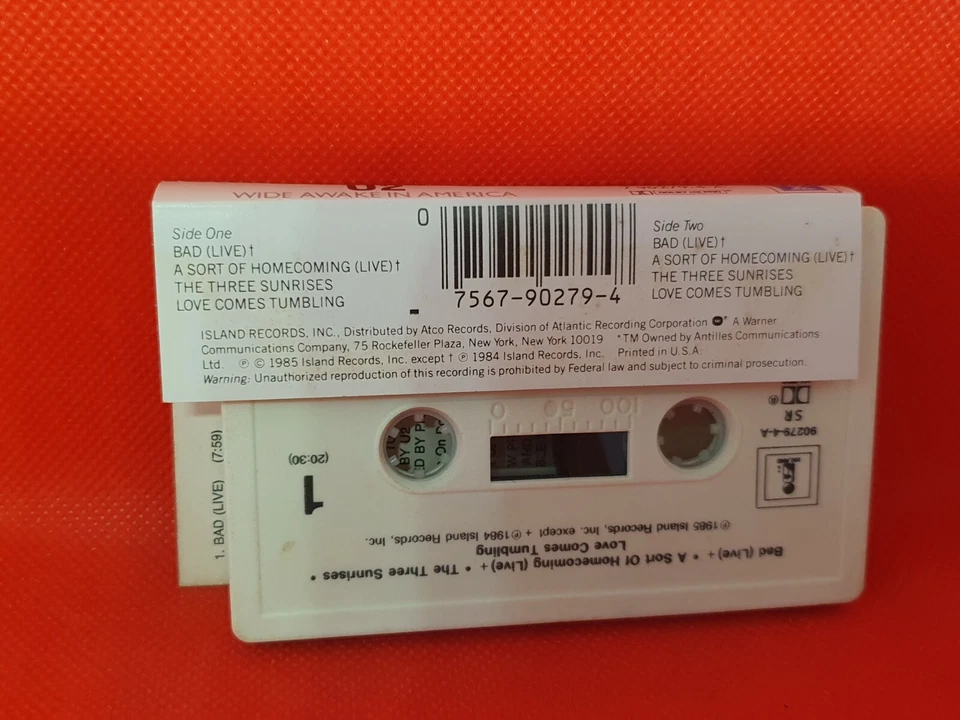 U2
WIDE AWAKE IN AMERICA
Side One
BAD (LIVE)†
A SORT OF HOMECOMING (LIVE)†
THE THREE SUNRISES
LOVE COMES TUMBLING
0
7567-90279-4
Side Two
BAD (LIVE)†
A SORT OF HOMECOMING (LIVE)†
THE THREE SUNRISES
LOVE COMES TUMBLING
ISLAND RECORDS, INC., Distributed by Atco Records, Division of Atlantic Recording Corporation * A Warner
Communications Company, 75 Rockefeller Plaza, New York, New York 10019 *TM Owned by Antilles Communications
Ltd. ℗ © 1985 Island Records, Inc. except † ℗ 1984 Island Records, Inc. Printed in U.S.A.
Warning: Unauthorized reproduction of this recording is prohibited by Federal law and subject to criminal prosecution.
1. BAD (LIVE) (7:59)
BY U2
ED BY
0 50 100
Bad (Live)+ • A Sort Of Homecoming (Live)+ • The Three Sunrises •
Love Comes Tumbling
℗1985 Island Records, Inc. except + ℗1984 Island Records, Inc.
1
(20:30)
90279-4-A
SR